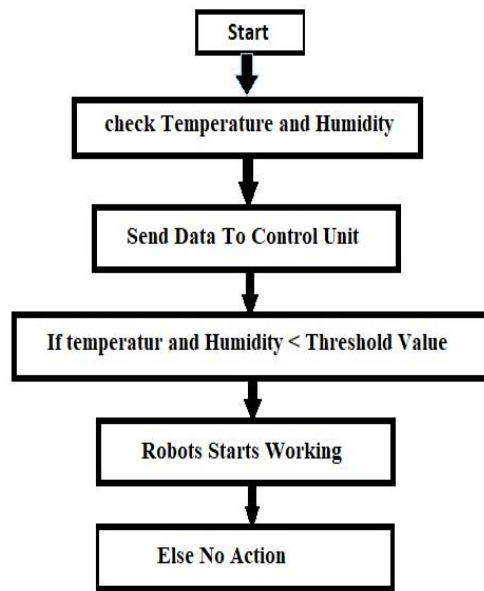 Start
check Temperature and Humidity
Send Data To Control Unit
If temperatur and Humidity < Threshold Value
Robots Starts Working
Else No Action